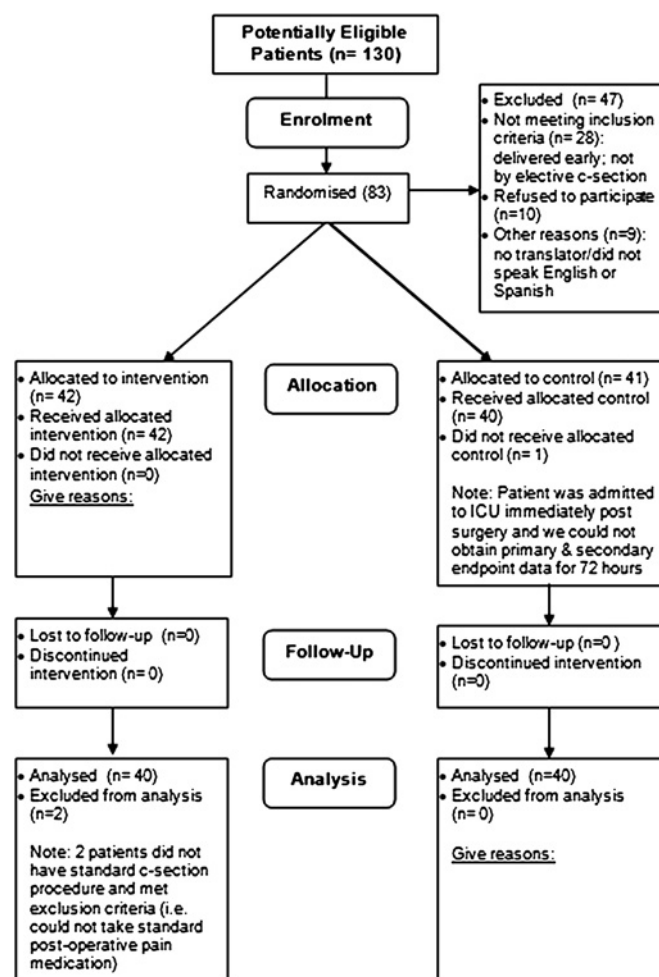 Potentially Eligible
Patients (n= 130)
Enrolment
• Excluded (n= 47)
• Not meeting inclusion
criteria (n= 28):
delivered early; not
by elective c-section
• Refused to participate
(n=10)
• Other reasons (n=9):
no translator/did not
speak English or
Spanish
Randomised (83)
Allocation
• Allocated to intervention
(n= 42)
• Received allocated
intervention (n= 42)
• Did not receive allocated
intervention (n=0)
Give reasons:
• Allocated to control (n= 41)
• Received allocated control
(n= 40)
• Did not receive allocated
control (n= 1)
Note: Patient was admitted
to ICU immediately post
surgery and we could not
obtain primary & secondary
endpoint data for 72 hours
Follow-Up
• Lost to follow-up (n=0)
• Discontinued
intervention (n= 0)
• Lost to follow-up (n=0 )
• Discontinued intervention
(n=0)
Analysis
• Analysed (n= 40)
• Excluded from analysis
(n=2)
Note: 2 patients did not
have standard c-section
procedure and met
exclusion criteria (i.e.
could not take standard
post-operative pain
medication)
• Analysed (n=40)
• Excluded from analysis
(n= 0)
Give reasons: